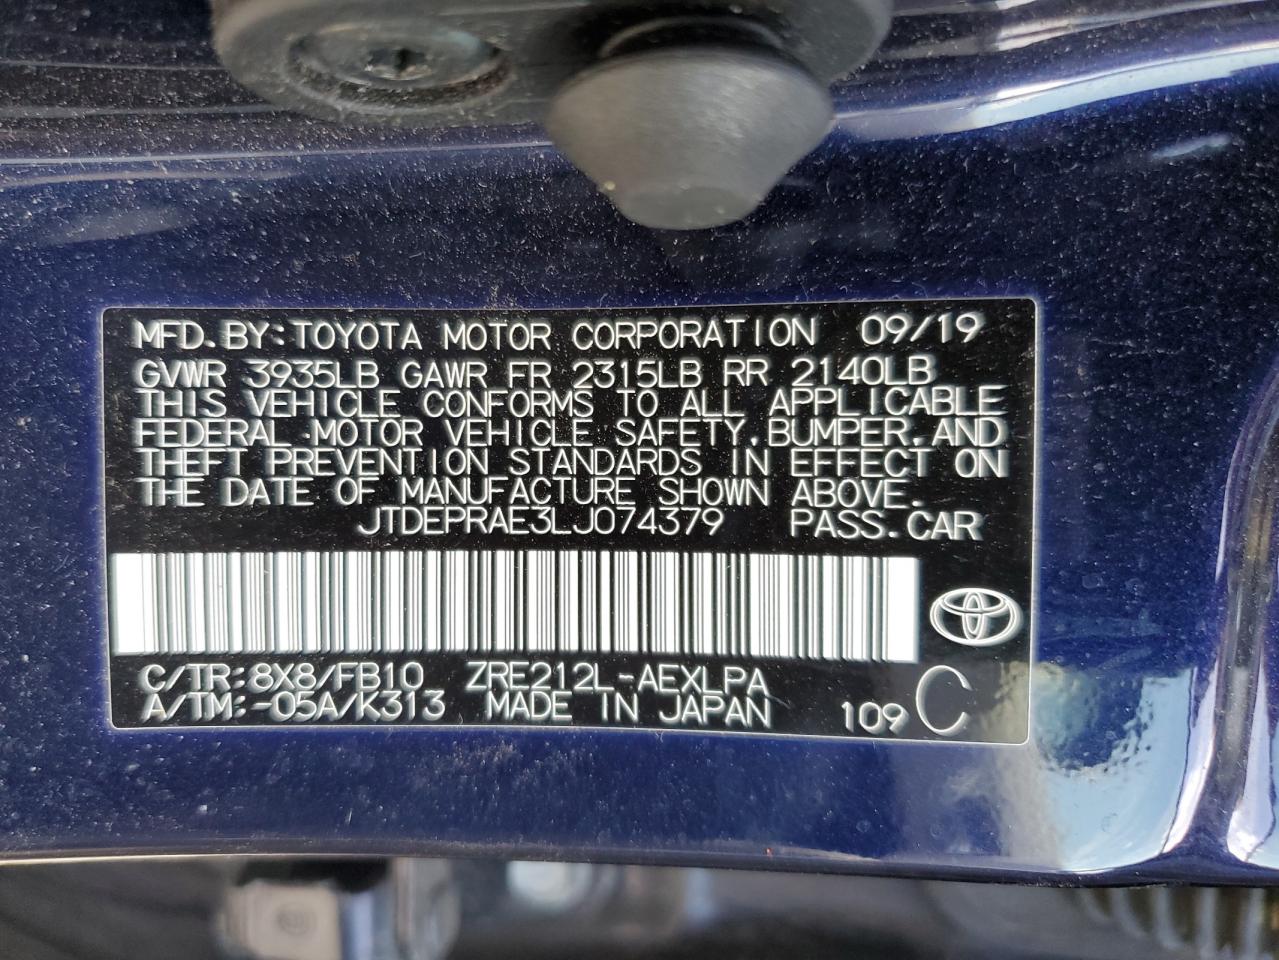 MFD.BY:TOYOTA MOTOR CORPORATION 09/19
GVWR 3935LB GAWR FR 2315LB RR 2140LB
THIS VEHICLE CONFORMS TO ALL APPLICABLE
FEDERAL MOTOR VEHICLE SAFETY,BUMPER,AND
THEFT PREVENTION STANDARDS IN EFFECT ON
THE DATE OF MANUFACTURE SHOWN ABOVE.
JTDEPRAE3LJ074379 PASS.CAR
C/TR:8X8/FB10 ZRE212L-AEXLPA
A/TM:-05A/K313 MADE IN JAPAN 109 C